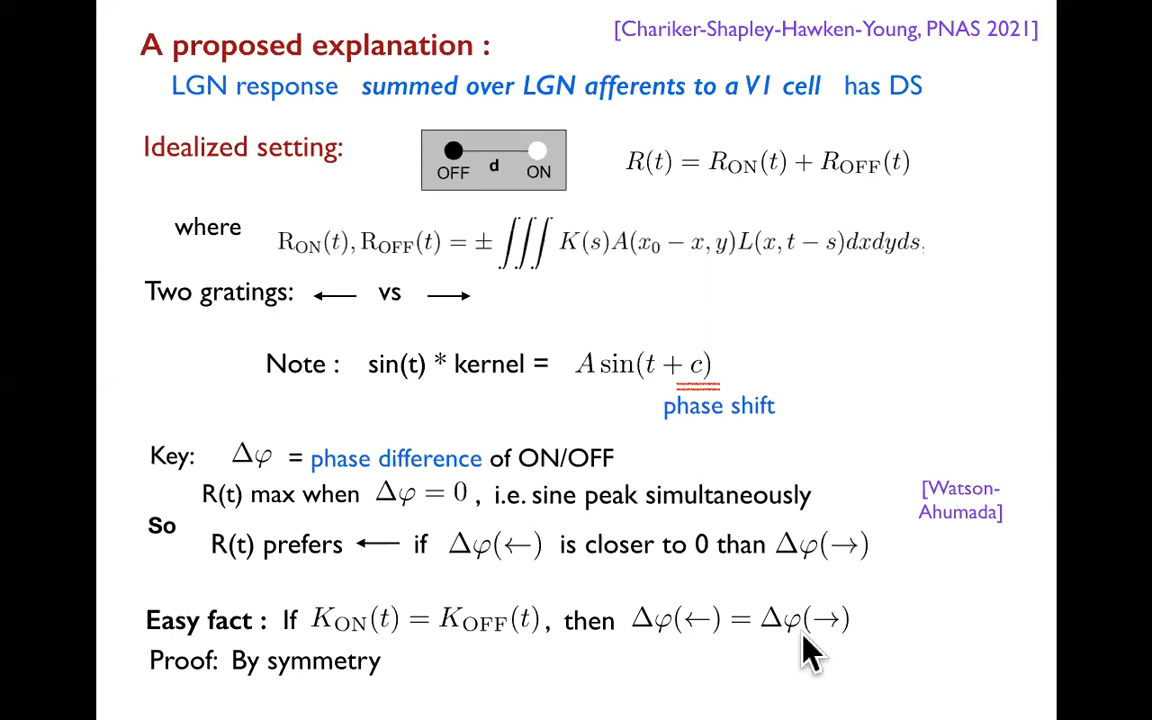 [Chariker-Shapley-Hawken-Young, PNAS 2021]
A proposed explanation :
LGN response summed over LGN afferents to a V1 cell has DS
Idealized setting:
OFF d ON
R(t) = R_ON(t) + R_OFF(t)
where
R_ON(t), R_OFF(t) = ± ∭ K(s)A(x₀ − x, y)L(x, t − s)dxdyds,
Two gratings: ← vs →
Note : sin(t) * kernel = A sin(t + c)
phase shift
Key: Δφ = phase difference of ON/OFF
R(t) max when Δφ = 0 , i.e. sine peak simultaneously
[Watson-
Ahumada]
So
R(t) prefers ← if Δφ(←) is closer to 0 than Δφ(→)
Easy fact : If K_ON(t) = K_OFF(t), then Δφ(←) = Δφ(→)
Proof: By symmetry